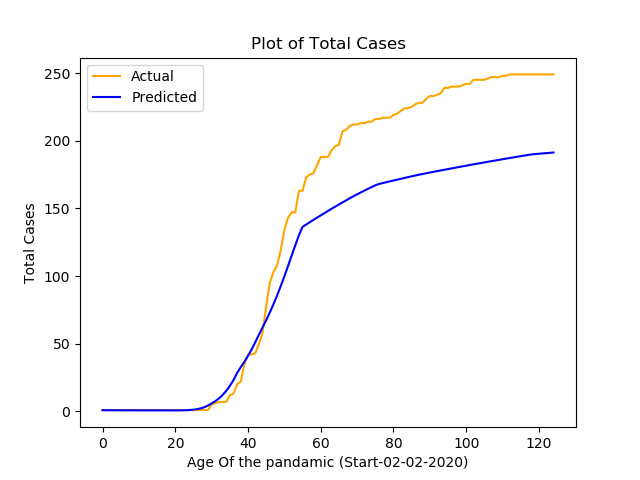 Plot of Total Cases
Actual
Predicted
250
200
150
100
50
0
Total Cases
0 20 40 60 80 100 120
Age Of the pandamic (Start-02-02-2020)